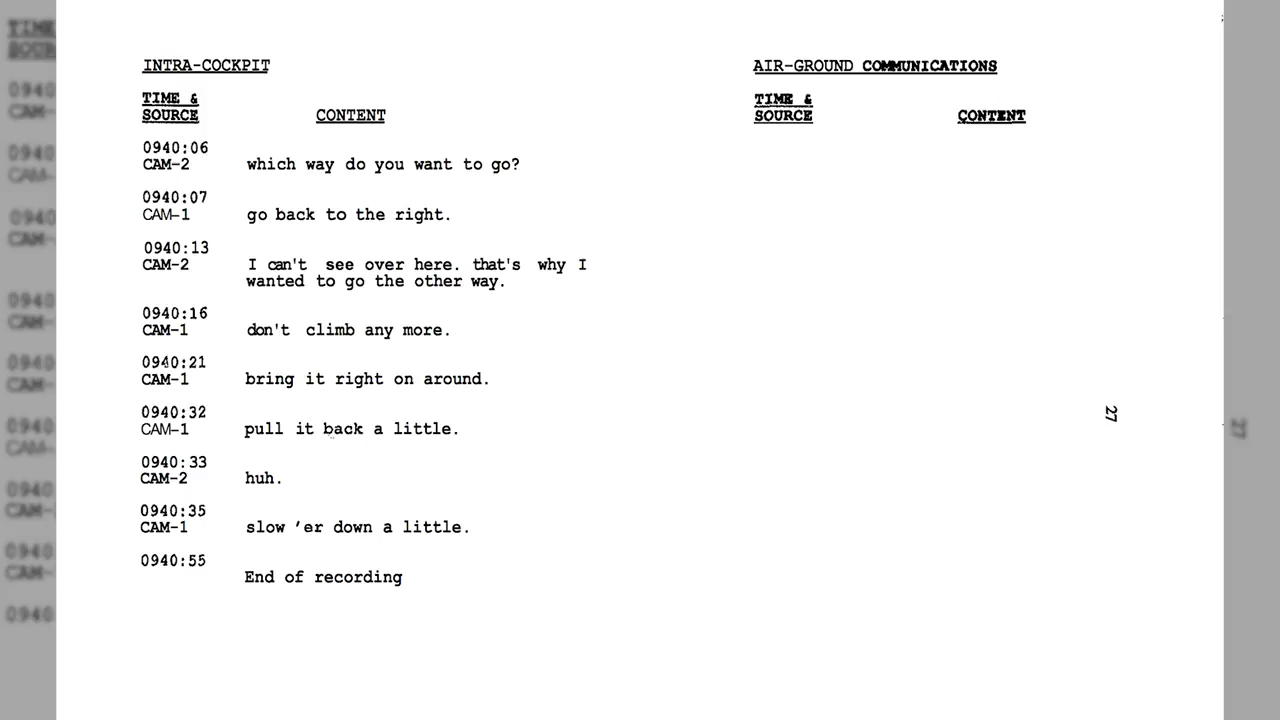 INTRA-COCKPIT
TIME &
SOURCE CONTENT
0940:06
CAM-2 which way do you want to go?
0940:07
CAM-1 go back to the right.
0940:13
CAM-2 I can't see over here. that's why I
wanted to go the other way.
0940:16
CAM-1 don't climb any more.
0940:21
CAM-1 bring it right on around.
0940:32
CAM-1 pull it back a little.
0940:33
CAM-2 huh.
0940:35
CAM-1 slow 'er down a little.
0940:55
End of recording
AIR-GROUND COMMUNICATIONS
TIME &
SOURCE CONTENT
27